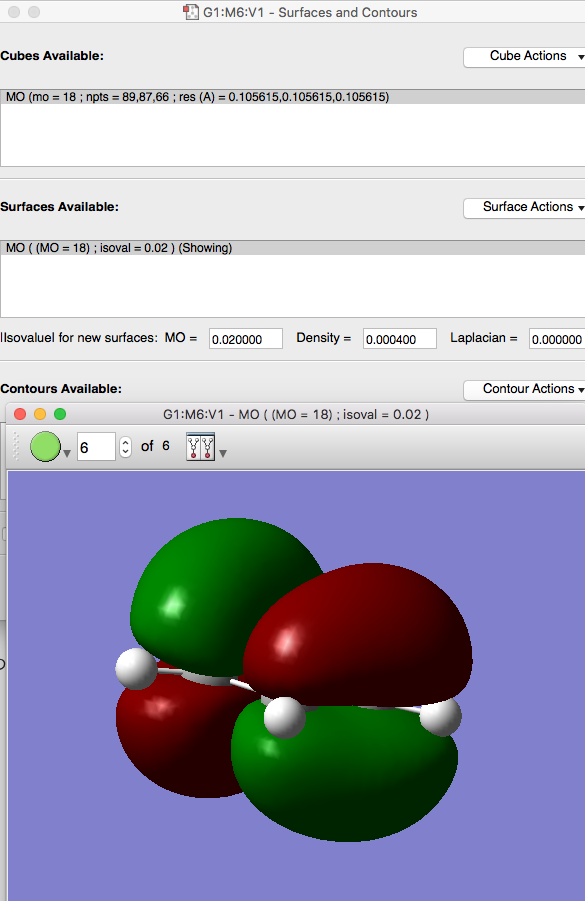 G1:M6:V1 - Surfaces and Contours
Cubes Available:
Cube Actions
MO (mo = 18 ; npts = 89,87,66 ; res (A) = 0.105615,0.105615,0.105615)
Surfaces Available:
Surface Actions
MO ( (MO = 18) ; isoval = 0.02 ) (Showing)
IIsovaluel for new surfaces: MO = 0.020000 Density = 0.000400 Laplacian = 0.000000
Contours Available:
Contour Actions
G1:M6:V1 - MO ( (MO = 18) ; isoval = 0.02 )
6 of 6